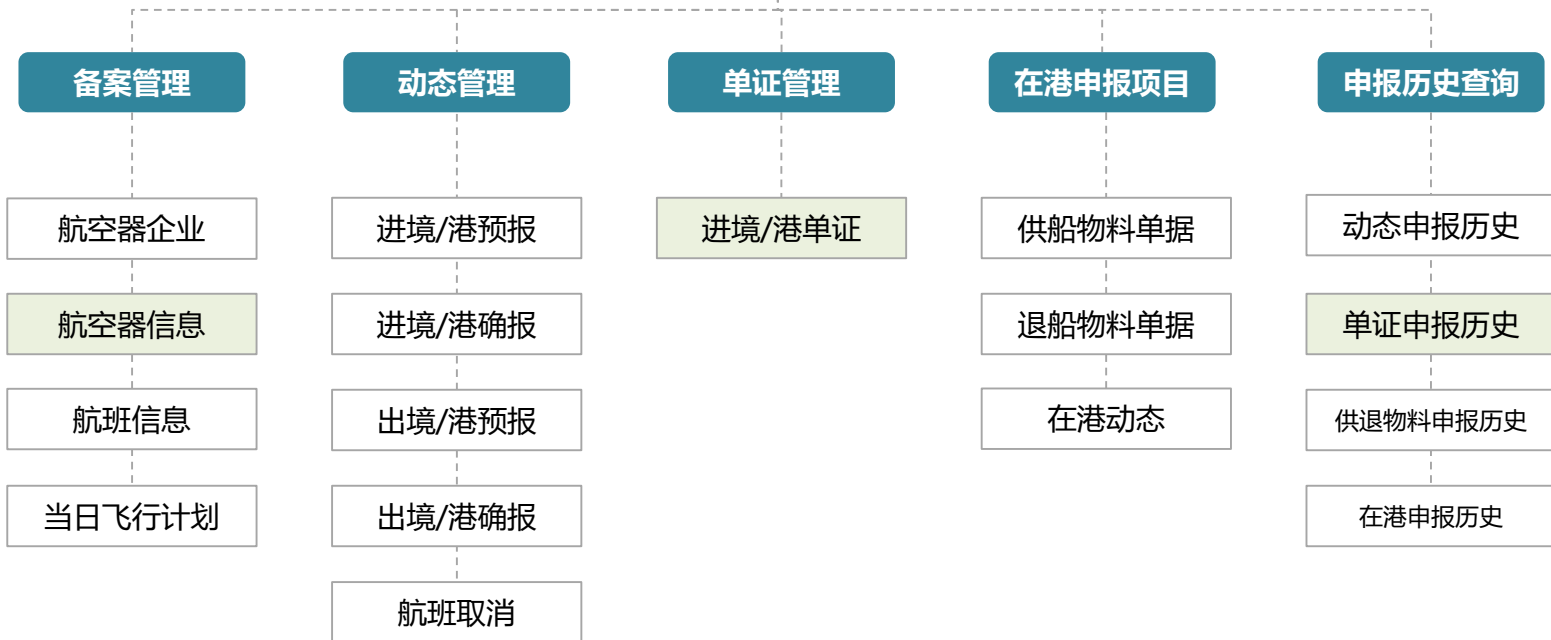 备案管理
动态管理
单证管理
在港申报项目
申报历史查询
航空器企业
进境/港预报
进境/港单证
供船物料单据
动态申报历史
航空器信息
进境/港确报
退船物料单据
单证申报历史
航班信息
出境/港预报
在港动态
供退物料申报历史
当日飞行计划
出境/港确报
在港申报历史
航班取消